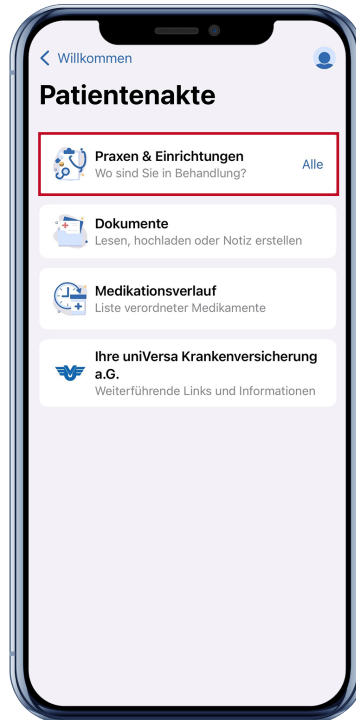 Willkommen
Patientenakte
Praxen & Einrichtungen
Wo sind Sie in Behandlung?
Alle
Dokumente
Lesen, hochladen oder Notiz erstellen
Medikationsverlauf
Liste verordneter Medikamente
Ihre uniVersa Krankenversicherung
a.G.
Weiterführende Links und Informationen